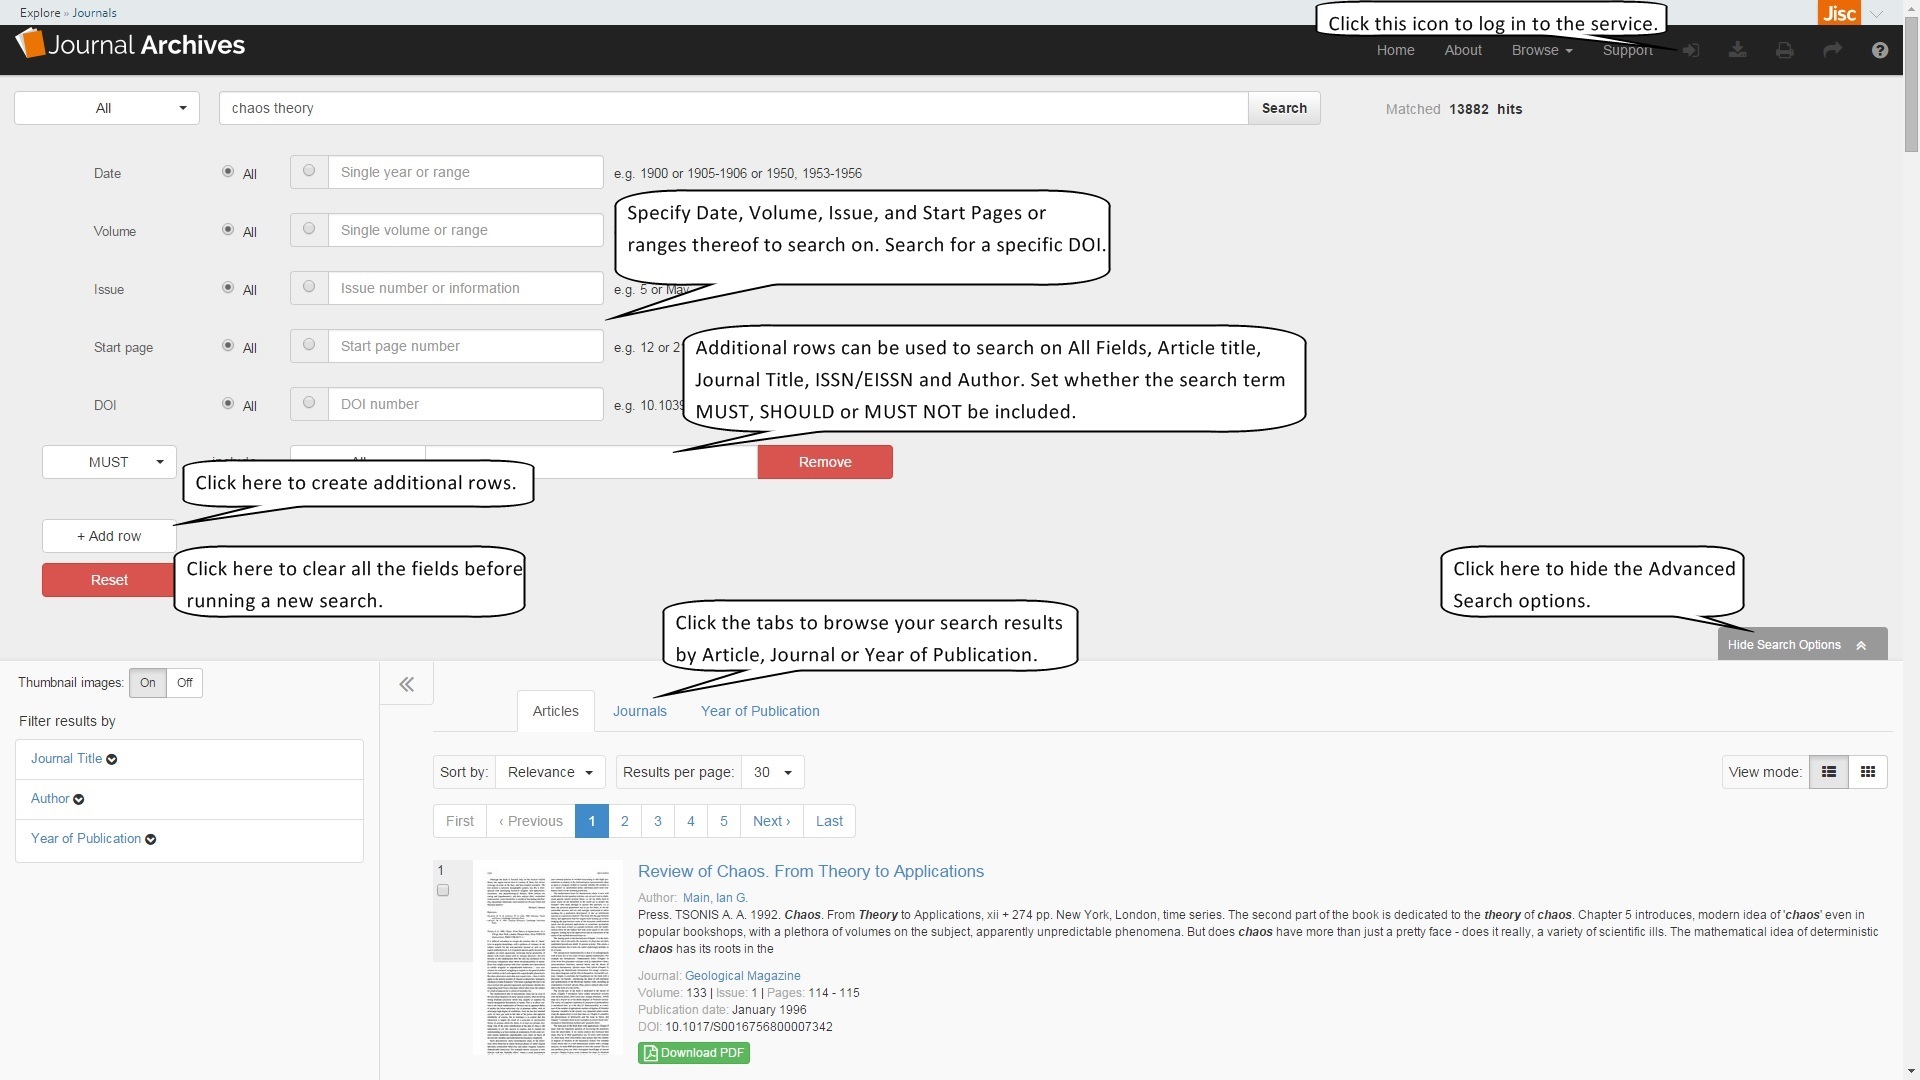 Explore » Journals
Click this icon to log in to the service.
Jisc
Journal Archives
Home About Browse Support
All
chaos theory
Search
Matched 13882 hits
Date All Single year or range e.g. 1900 or 1905-1906 or 1950, 1953-1956
Specify Date, Volume, Issue, and Start Pages or
ranges thereof to search on. Search for a specific DOI.
Volume All Single volume or range
Issue All Issue number or information e.g. 5 or May
Start page All Start page number e.g. 12 or
Additional rows can be used to search on All Fields, Article title,
Journal Title, ISSN/EISSN and Author. Set whether the search term
MUST, SHOULD or MUST NOT be included.
DOI All DOI number e.g. 10.1039
MUST
Remove
Click here to create additional rows.
+ Add row
Reset
Click here to clear all the fields before
running a new search.
Click here to hide the Advanced
Search options.
Click the tabs to browse your search results
by Article, Journal or Year of Publication.
Hide Search Options
Thumbnail images: On Off
Filter results by
Journal Title
Author
Year of Publication
Articles Journals Year of Publication
Sort by: Relevance Results per page: 30
View mode:
First ‹ Previous 1 2 3 4 5 Next › Last
1
Review of Chaos. From Theory to Applications
Author: Main, Ian G.
Press. TSONIS A. A. 1992. Chaos. From Theory to Applications, xii + 274 pp. New York, London, time series. The second part of the book is dedicated to the theory of chaos. Chapter 5 introduces, modern idea of 'chaos' even in
popular bookshops, with a plethora of volumes on the subject, apparently unpredictable phenomena. But does chaos have more than just a pretty face - does it really, a variety of scientific ills. The mathematical idea of deterministic
chaos has its roots in the
Journal: Geological Magazine
Volume: 133 | Issue: 1 | Pages: 114 - 115
Publication date: January 1996
DOI: 10.1017/S0016756800007342
Download PDF